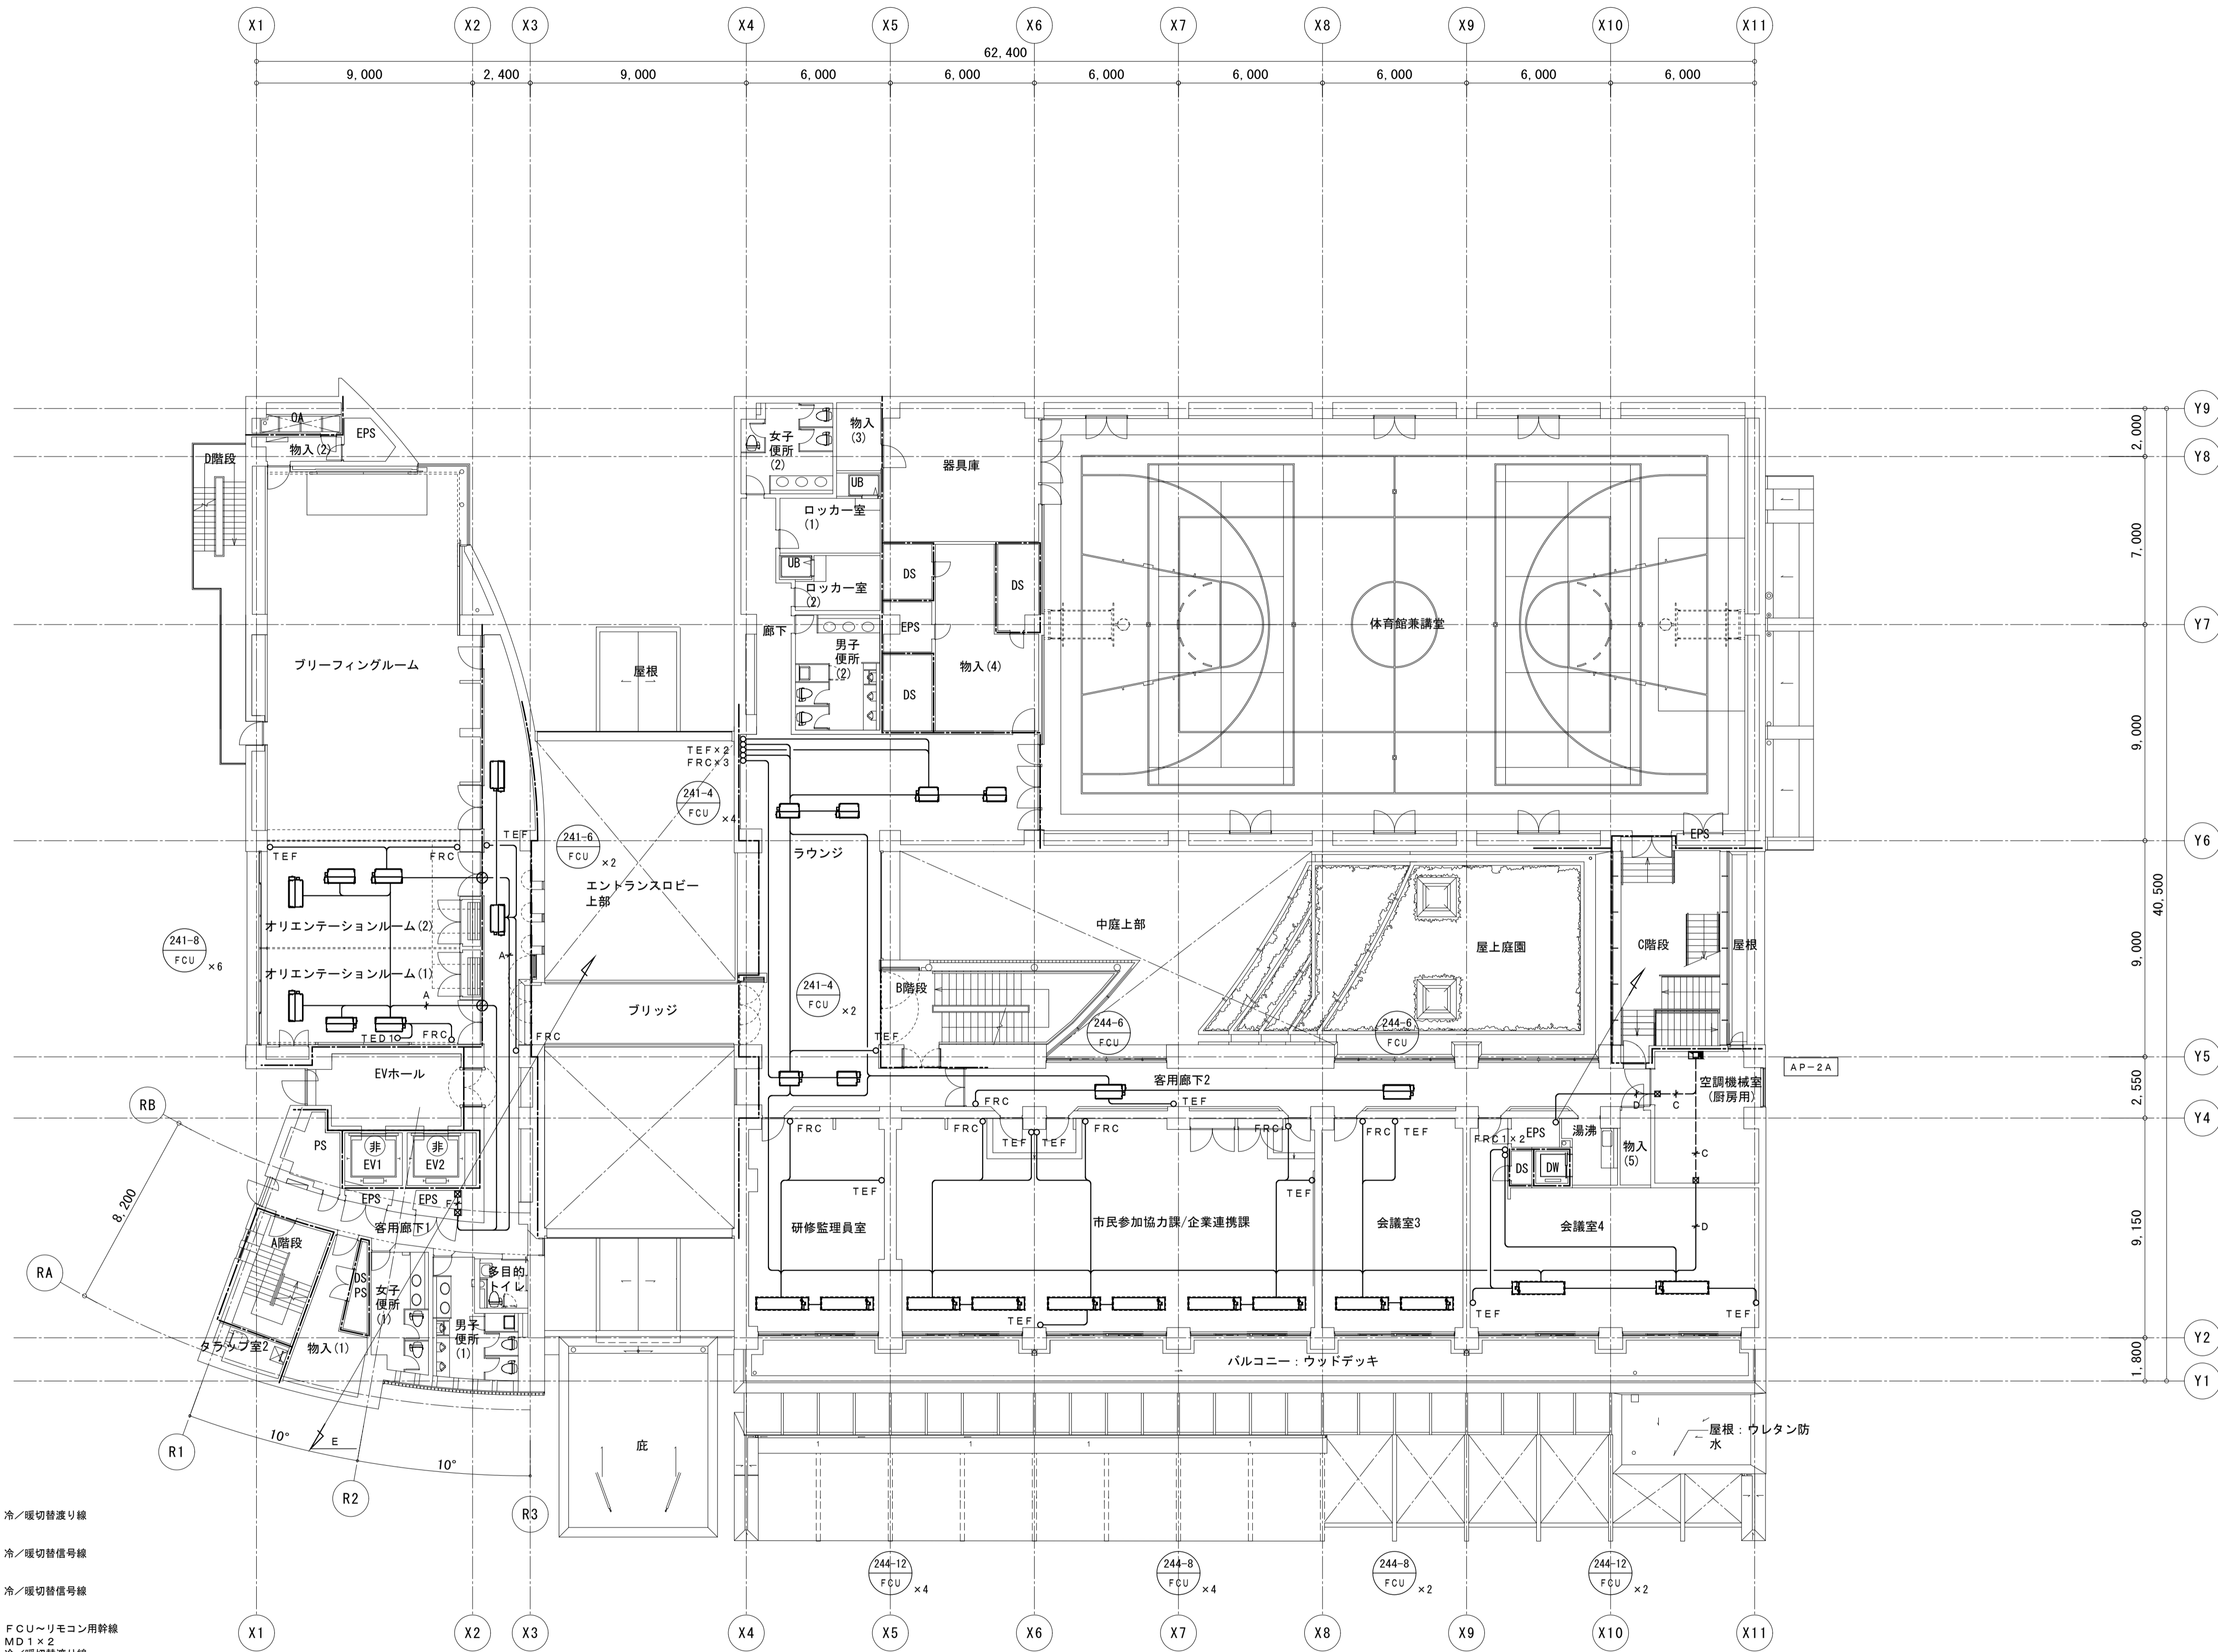 X1 X2 X3 X4 X5 X6 X7 X8 X9 X10 X11
62,400
9,000 2,400 9,000 6,000 6,000 6,000 6,000 6,000 6,000 6,000
Y9
OA
EPS
物入(2)
D階段
女子
便所
(2)
物入
(3)
UB
器具庫
2,000
Y8
ロッカー室
(1)
UB
ロッカー室
(2)
DS
DS
7,000
廊下
EPS
体育館兼講堂
Y7
ブリーフィングルーム
屋根
男子
便所
(2)
DS
物入(4)
9,000
TEF×2
FRC×3
241-4
FCU
×4
241-6
FCU
×2
TEF
TEF
FRC
ラウンジ
EPS
Y6
40,500
エントランスロビー
上部
オリエンテーションルーム(2)
中庭上部
屋上庭園
C階段
屋根
241-8
FCU
×6
A
オリエンテーションルーム(1)
A
241-4
FCU
×2
B階段
9,000
ブリッジ
TED1
FRC
FRC
TEF
244-6
FCU
244-6
FCU
Y5
EVホール
客用廊下2
AP-2A
空調機械室
(厨房用)
2,550
RB
FRC
TEF
D
C
Y4
PS
非
EV1
非
EV2
FRC
FRC
TEF
TEF
FRC
FRC
FRC
TEF
FRC1×2
EPS
湯沸
物入
(5)
C
DS
DW
EPS
EPS
F
TEF
TEF
8,200
客用廊下1
研修監理員室
市民参加協力課/企業連携課
会議室3
会議室4
D
9,150
A階段
RA
DS
PS
女子
便所
(1)
多目的
トイレ
男子
便所
(1)
TEF
TEF
TEF
タラップ室2
物入(1)
Y2
バルコニー：ウッドデッキ
1,800
Y1
10°
E
10°
R1
R2
R3
庇
屋根：ウレタン防
水
冷／暖切替渡り線
冷／暖切替信号線
冷／暖切替信号線
244-12
FCU
×4
244-8
FCU
×4
244-8
FCU
×2
244-12
FCU
×2
ＦＣＵ～リモコン用幹線
ＭＤ１×２
冷／暖切替渡り線
X1 X2 X3 X4 X5 X6 X7 X8 X9 X10 X11